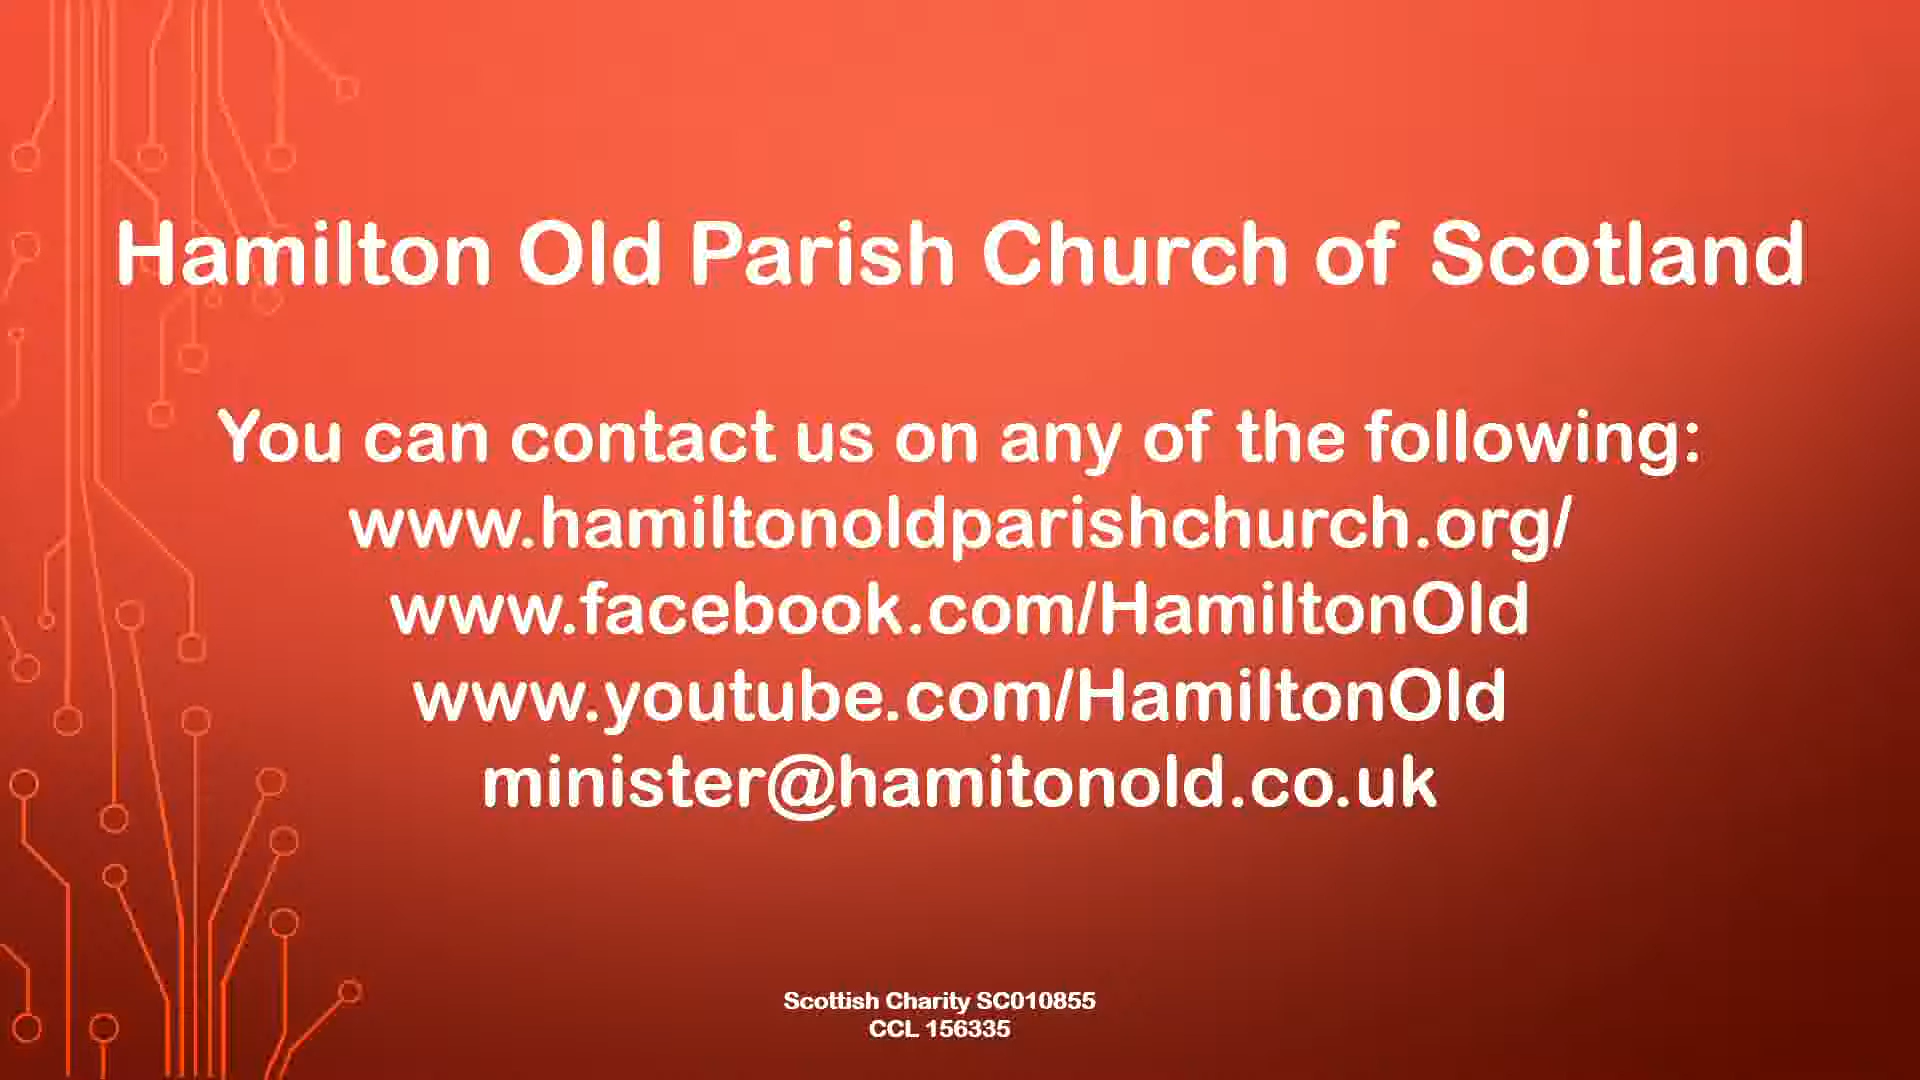 Hamilton Old Parish Church of Scotland
You can contact us on any of the following:
www.hamiltonoldparishchurch.org/
www.facebook.com/HamiltonOld
www.youtube.com/HamiltonOld
minister@hamitonold.co.uk
Scottish Charity SC010855
CCL 156335